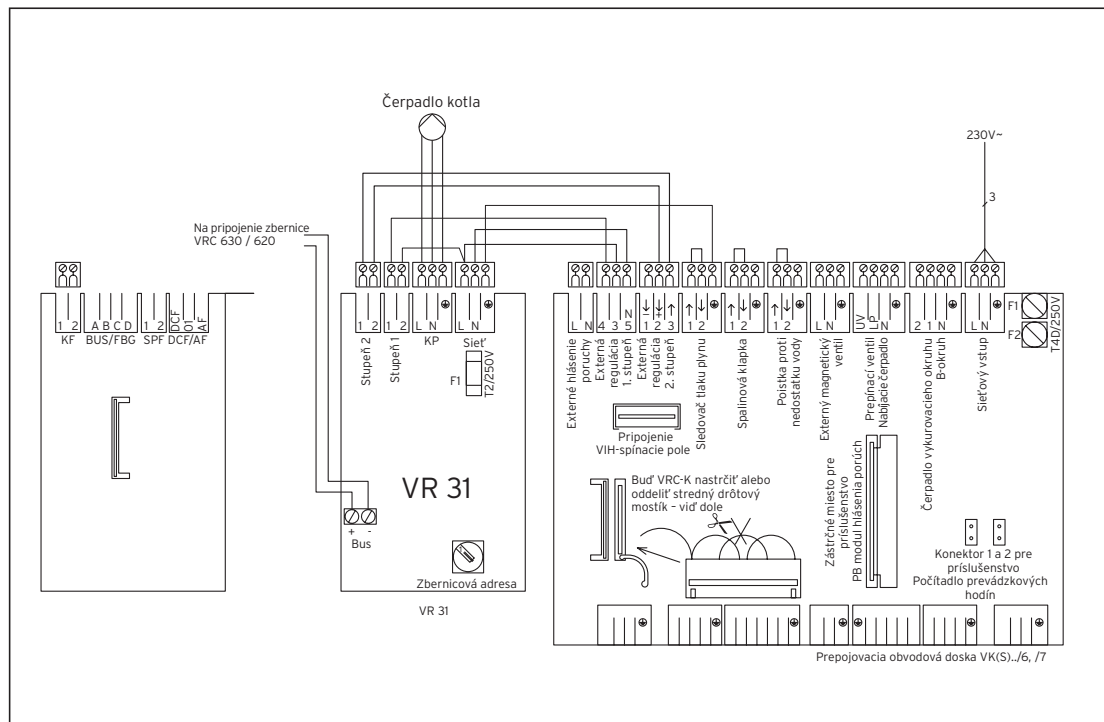 Čerpadlo kotla
230V~
3
Na pripojenie zbernice
VRC 630 / 620
1 2
KF
A B C D
BUS/FBG
1 2
SPF
DCF
01
AF
DCF/AF
1 2
Stupeň 2
1 2
Stupeň 1
L N
KP
L N
Sieť
F1
T2/250V
VR 31
+ -
Bus
Zbernicová adresa
VR 31
L N
Externé hlásenie
poruchy
4 3 5
N
Externá
regulácia
1. stupeň
- +
1 2 3
Externá
regulácia
2. stupeň
1 2
Sledovač tlaku plynu
1 2
Spalinová klapka
1 2
Poistka proti
nedostatku vody
L N
Externý magnetický
ventil
UV
LP
N
Prepínací ventil
Nabíjacie čerpadlo
2 1 N
Čerpadlo vykurovacieho okruhu
B-okruh
L N
Sieťový vstup
F1
F2
T4D/250V
Pripojenie
VIH-spínacie pole
Buď VRC-K nastrčiť alebo
oddeliť stredný drôtový
mostík – viď dole
Zástrčné miesto pre
príslušenstvo
PB modul hlásenia porúch
Konektor 1 a 2 pre
príslušenstvo
Počítadlo prevádzkových
hodín
Prepojovacia obvodová doska VK(S)../6, /7